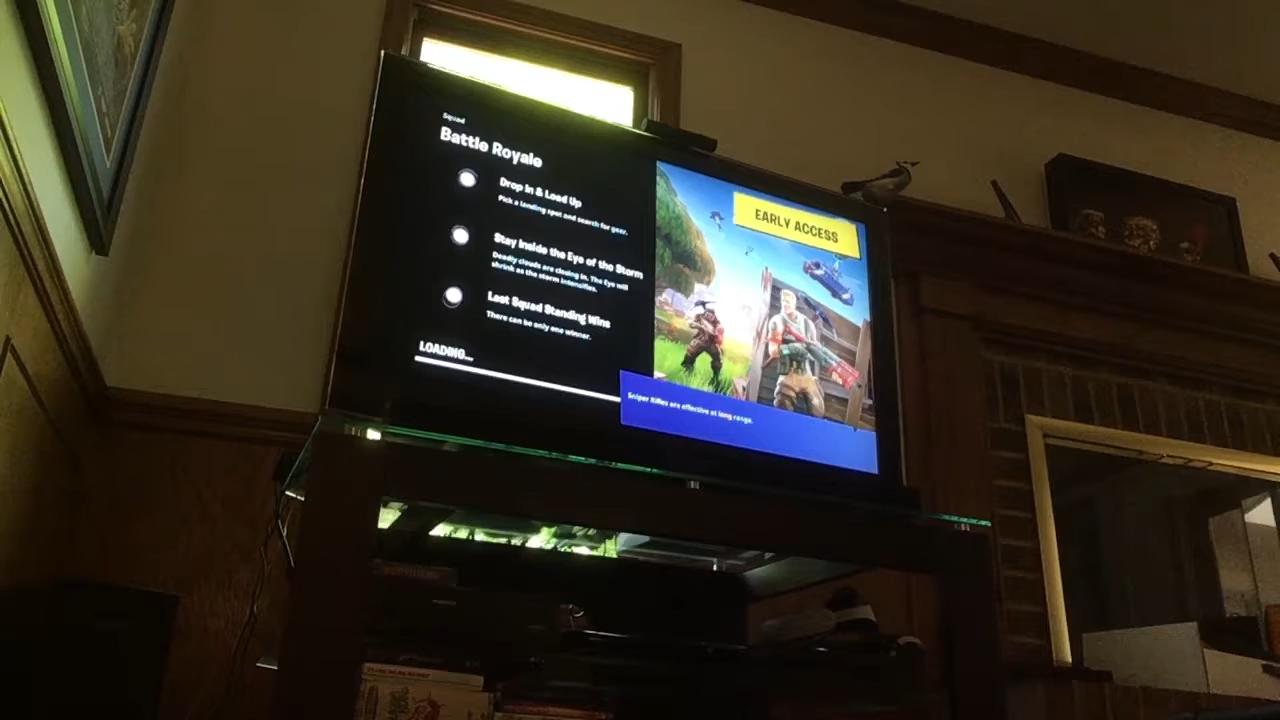 Squad
Battle Royale
Drop In & Load Up
Pick a landing spot and search for gear.
Stay Inside the Eye of the Storm
Deadly clouds are closing in. The Eye will
shrink as the storm intensifies.
Last Squad Standing Wins
There can be only one winner.
LOADING...
EARLY ACCESS
Sniper Rifles are effective at long range.